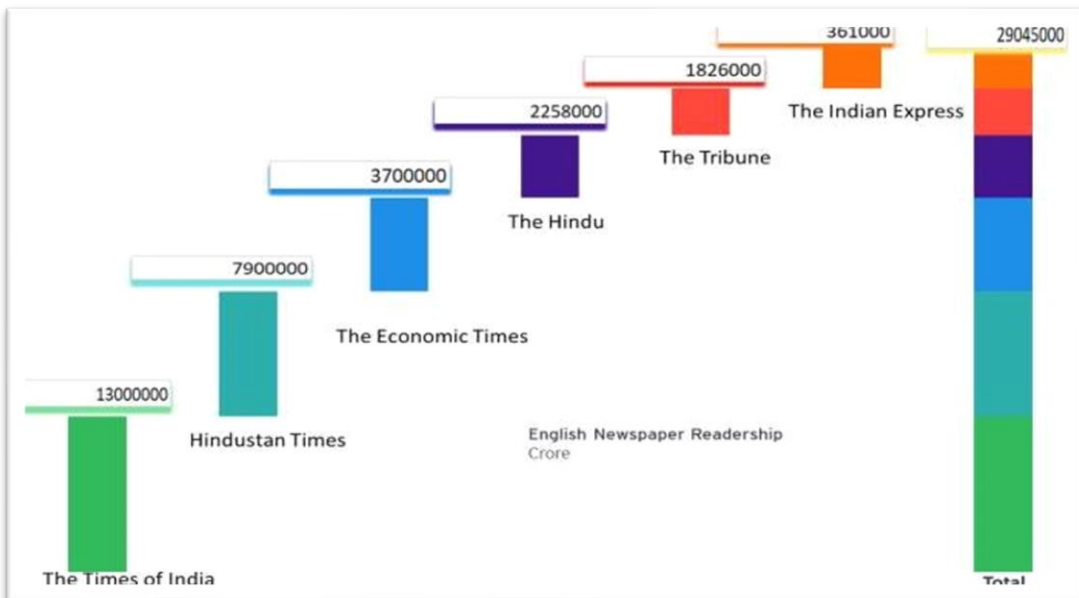 361000
29045000
1826000
The Indian Express
2258000
The Tribune
3700000
The Hindu
7900000
The Economic Times
13000000
Hindustan Times
English Newspaper Readership
Crore
The Times of India
Total